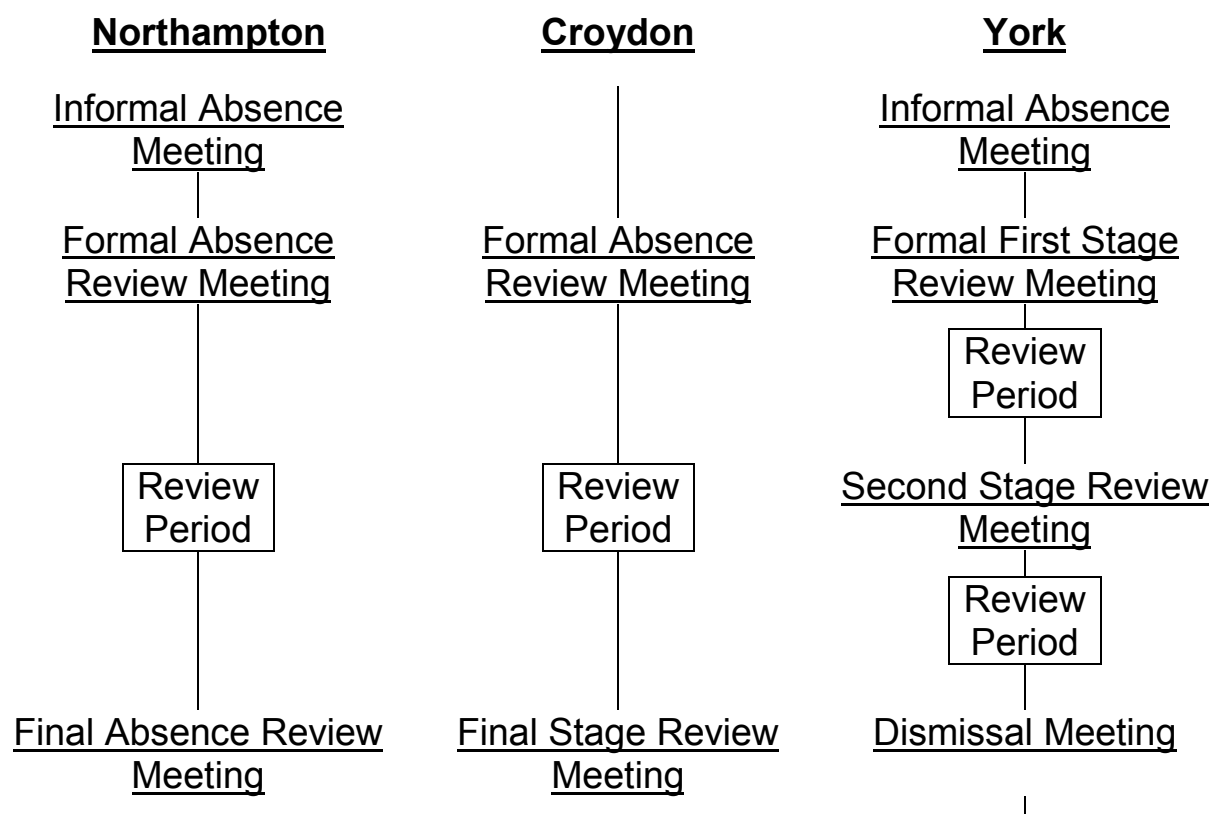 Northampton
Informal Absence
Meeting
Formal Absence
Review Meeting
Review
Period
Final Absence Review
Meeting
Croydon
Formal Absence
Review Meeting
Review
Period
Final Stage Review
Meeting
York
Informal Absence
Meeting
Formal First Stage
Review Meeting
Review
Period
Second Stage Review
Meeting
Review
Period
Dismissal Meeting